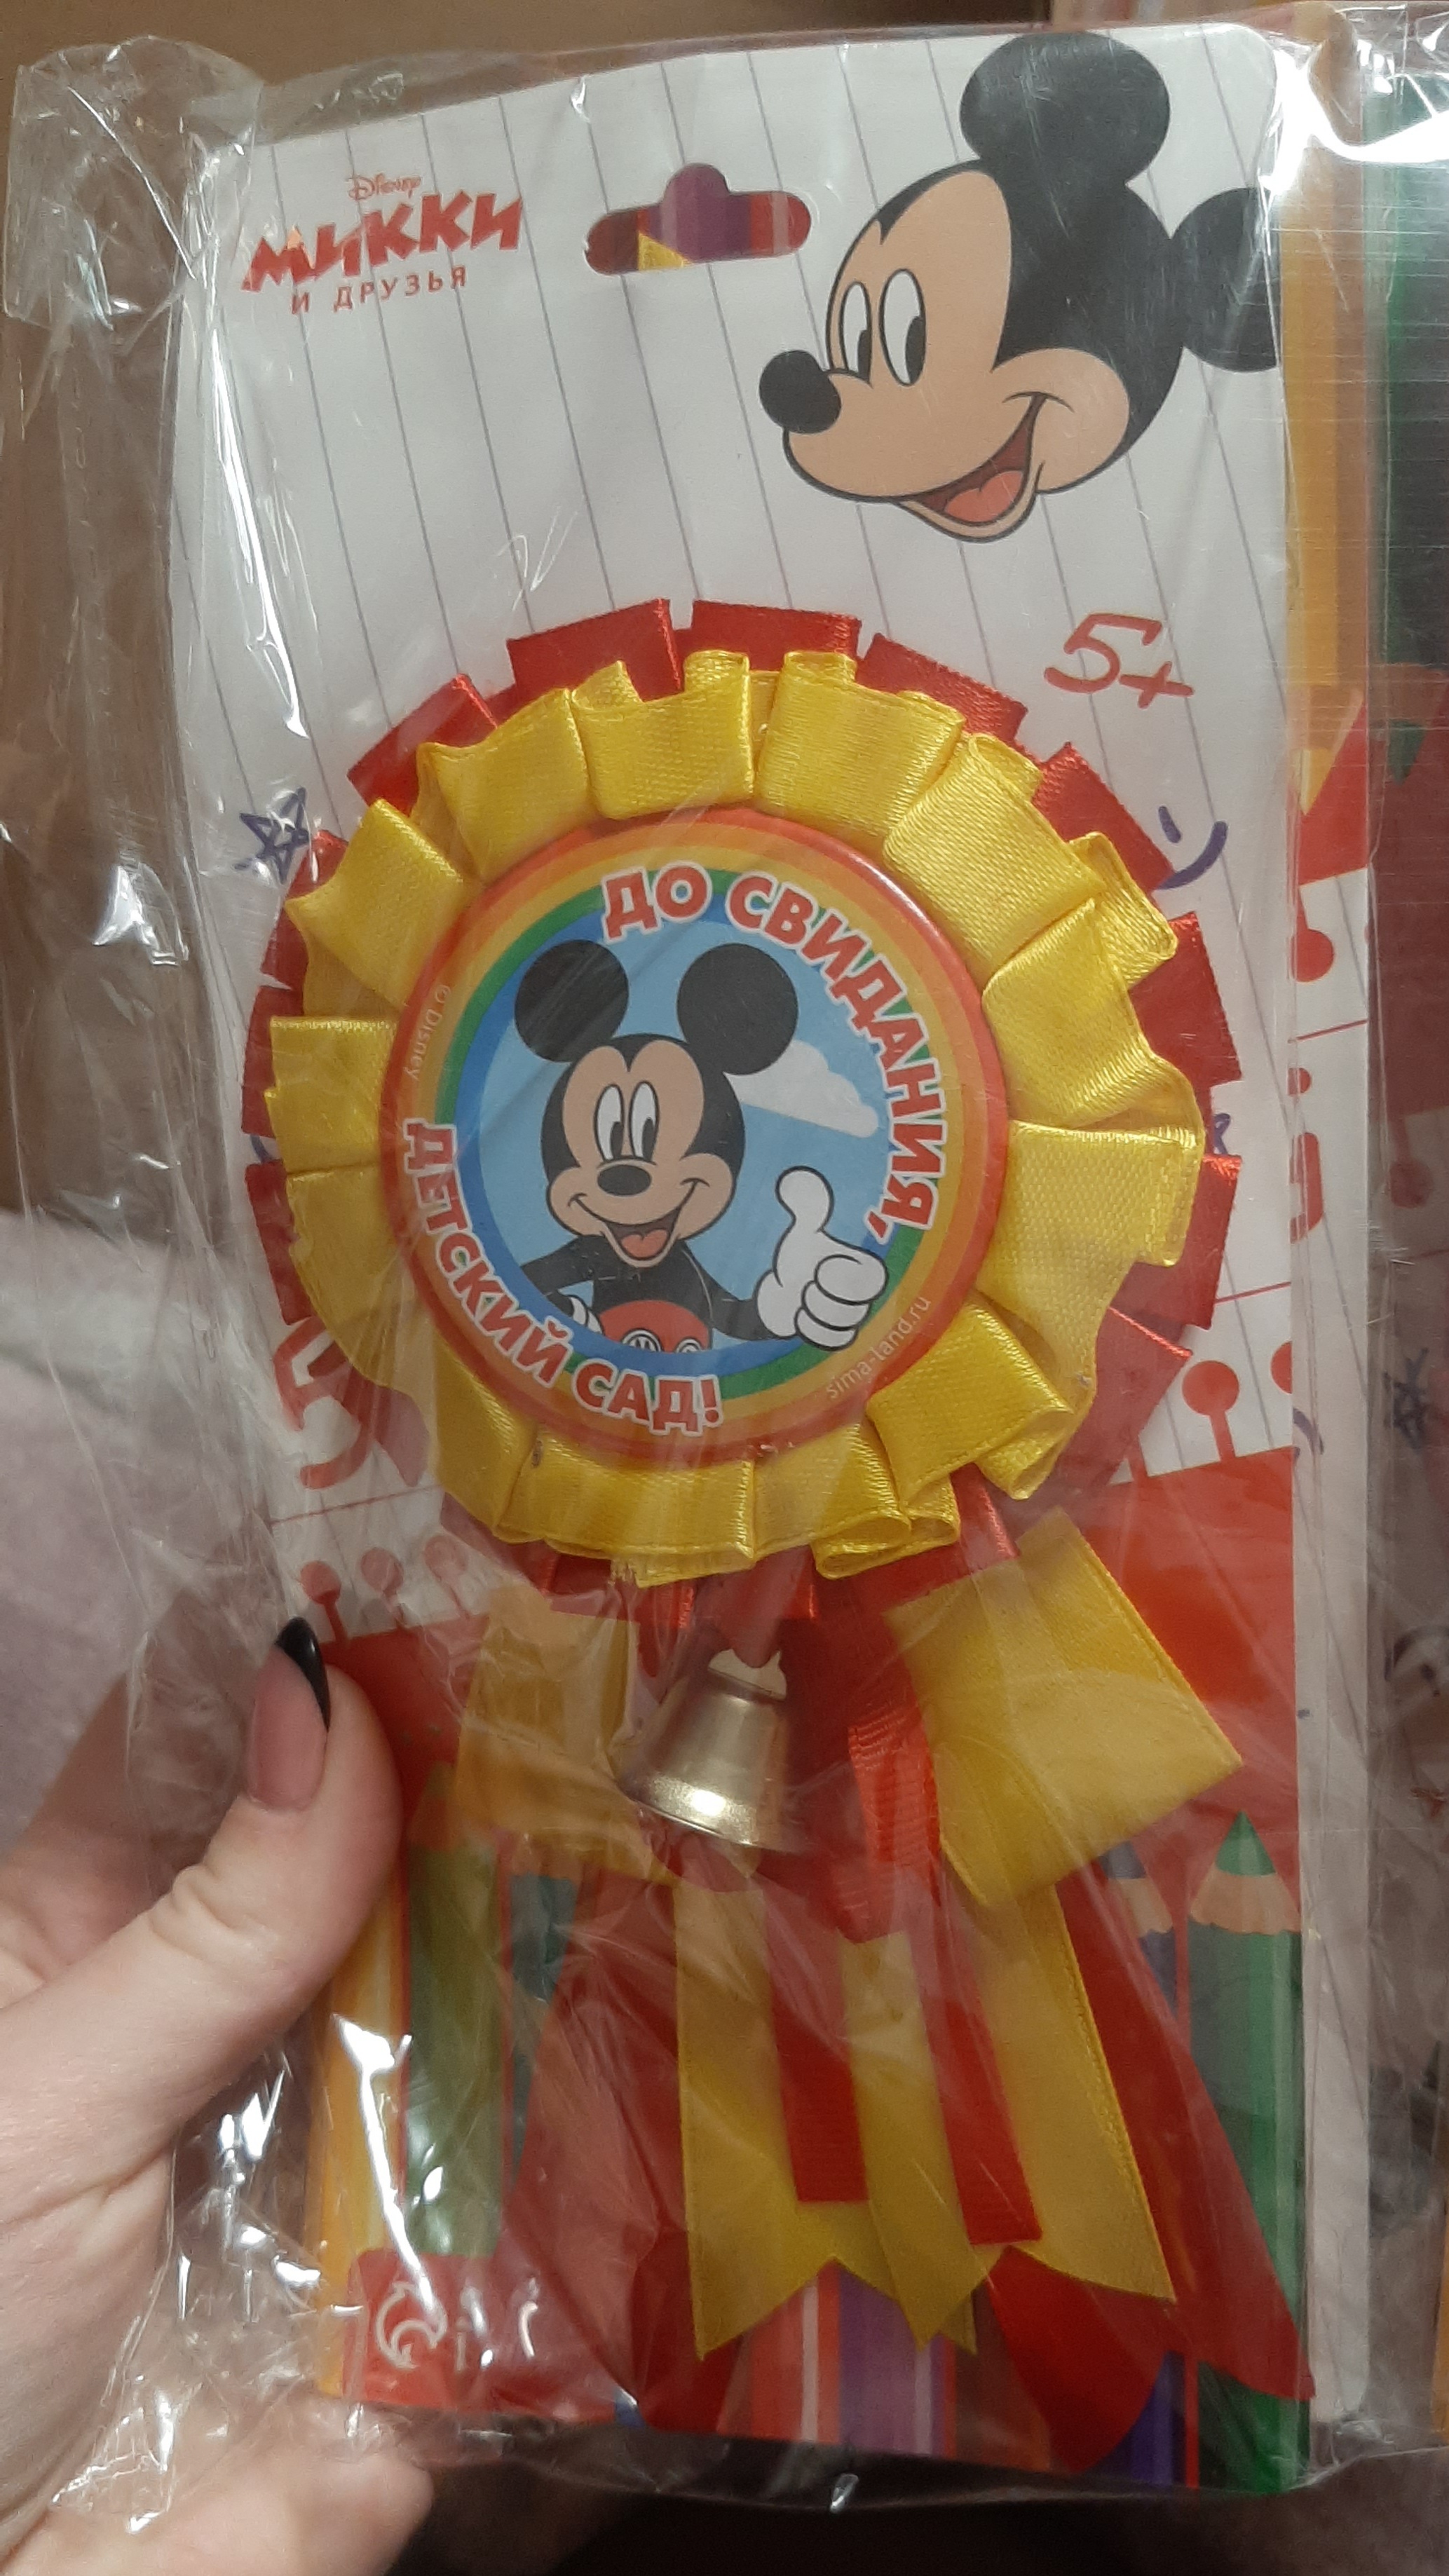 Disney
МИККИ
И ДРУЗЬЯ
5+
ДО СВИДАНИЯ,
ДЕТСКИЙ САД!
© Disney
sima-land.ru